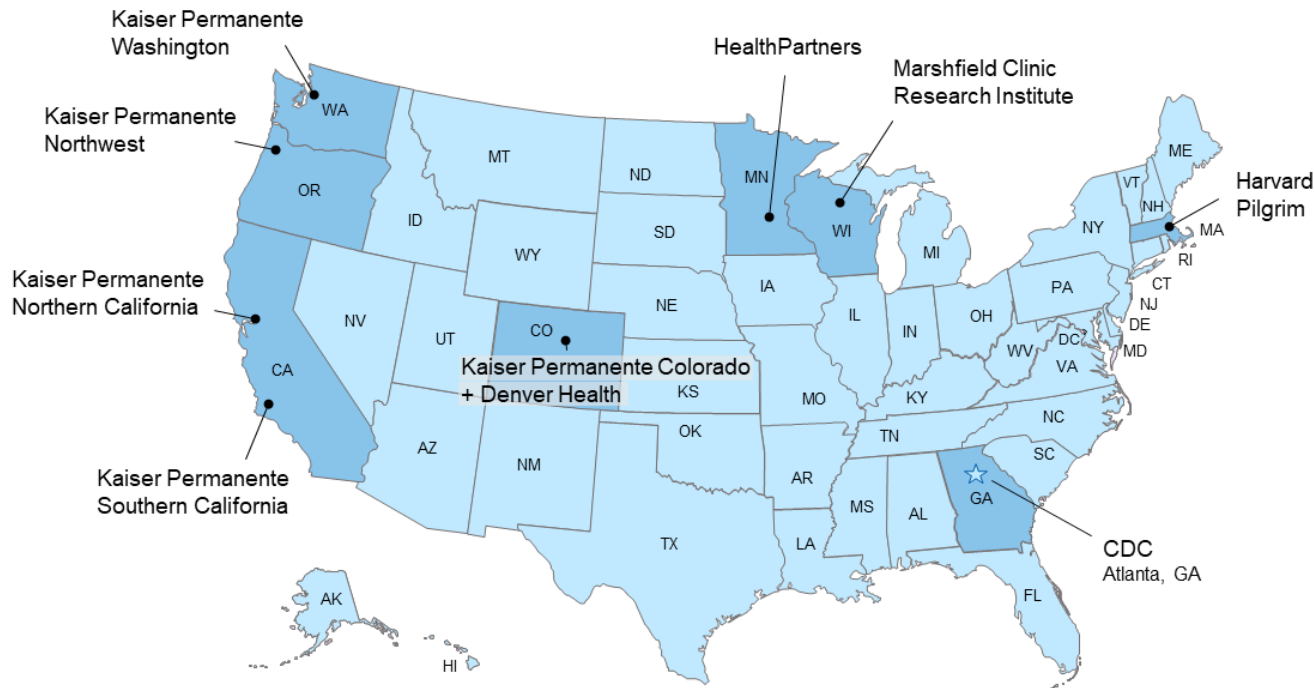 Kaiser Permanente
Washington
HealthPartners
Marshfield Clinic
Research Institute
Kaiser Permanente
Northwest
Harvard
Pilgrim
Kaiser Permanente
Northern California
Kaiser Permanente Colorado
+ Denver Health
Kaiser Permanente
Southern California
CDC
Atlanta, GA
WA
OR
CA
ID
NV
MT
WY
UT
CO
AZ
NM
ND
SD
NE
KS
OK
TX
MN
IA
MO
AR
LA
WI
IL
MI
IN
OH
KY
TN
MS
AL
GA
FL
SC
NC
VA
WV
DC
MD
DE
NJ
PA
NY
CT
RI
MA
VT
NH
ME
AK
HI